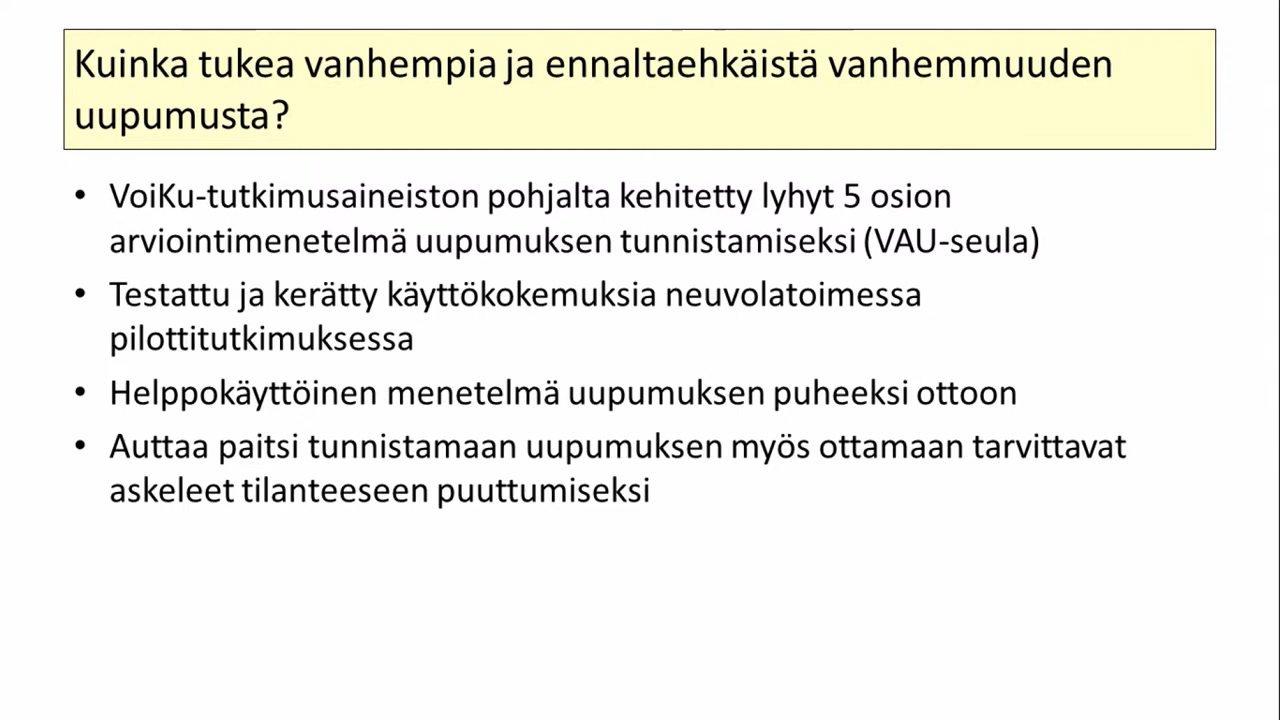 Kuinka tukea vanhempia ja ennaltaehkäistä vanhemmuuden
uupumusta?
• VoiKu-tutkimusaineiston pohjalta kehitetty lyhyt 5 osion
arviointimenetelmä uupumuksen tunnistamiseksi (VAU-seula)
• Testattu ja kerätty käyttökokemuksia neuvolatoimessa
pilottitutkimuksessa
• Helppokäyttöinen menetelmä uupumuksen puheeksi ottoon
• Auttaa paitsi tunnistamaan uupumuksen myös ottamaan tarvittavat
askeleet tilanteeseen puuttumiseksi